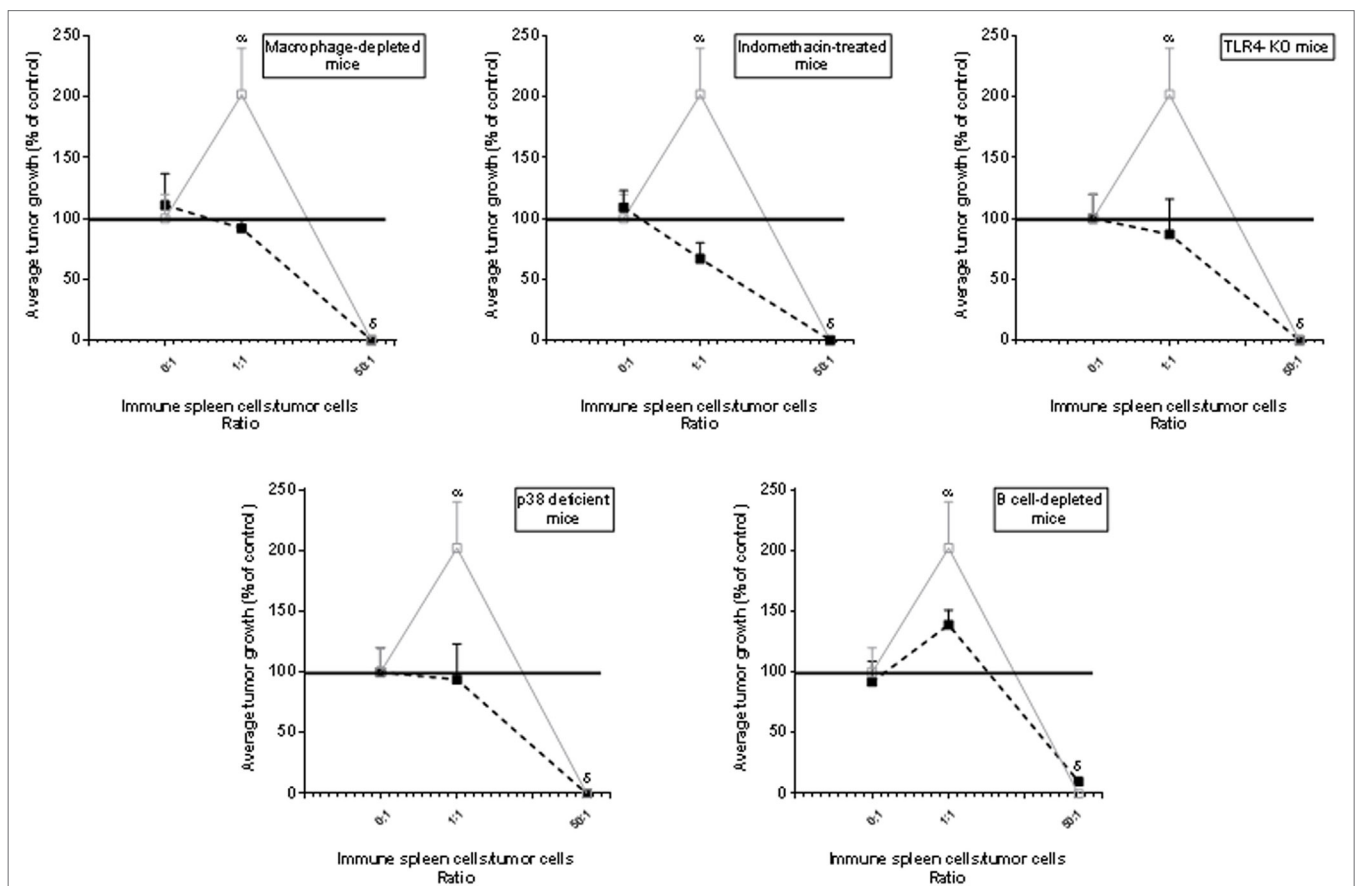 Macrophage-depleted
mice
Average tumor growth (% of control)
250
200
150
100
50
0
α
δ
0:1
1:1
50:1
Immune spleen cells/tumor cells
Ratio
Indomethacin-treated
mice
Average tumor growth (% of control)
250
200
150
100
50
0
α
δ
0:1
1:1
50:1
Immune spleen cells/tumor cells
Ratio
TLR4-KO mice
Average tumor growth (% of control)
250
200
150
100
50
0
α
δ
0:1
1:1
50:1
Immune spleen cells/tumor cells
Ratio
p38 deficient
mice
Average tumor growth (% of control)
250
200
150
100
50
0
α
δ
0:1
1:1
50:1
Immune spleen cells/tumor cells
Ratio
B cell-depleted
mice
Average tumor growth (% of control)
250
200
150
100
50
0
α
δ
0:1
1:1
50:1
Immune spleen cells/tumor cells
Ratio